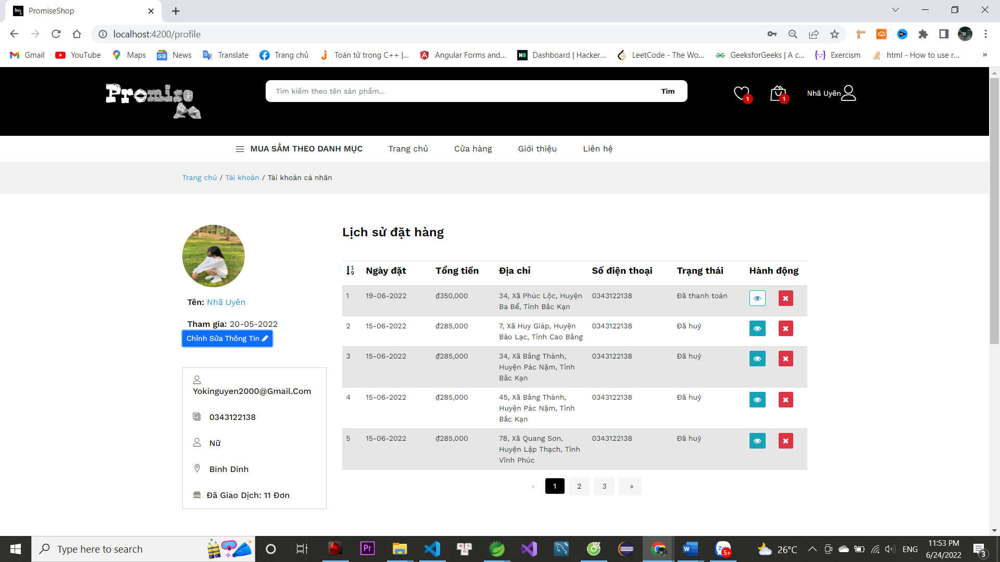 PromiseShop
localhost:4200/profile
Gmail YouTube Maps News Translate Trang chủ Toán tử trong C++ |... Angular Forms and... Dashboard | Hacker... LeetCode - The Wo... GeeksforGeeks | A c... Exercism html - How to use r... »
Promise
Tìm kiếm theo tên sản phẩm...
Tìm
1
1
Nhã Uyên
MUA SẮM THEO DANH MỤC Trang chủ Cửa hàng Giới thiệu Liên hệ
Trang chủ / Tài khoản / Tài khoản cá nhân
Tên: Nhã Uyên
Tham gia: 20-05-2022
Chỉnh Sửa Thông Tin
Yokinguyen2000@Gmail.Com
0343122138
Nữ
Binh Dinh
Đã Giao Dịch: 11 Đơn
Lịch sử đặt hàng
Ngày đặt Tổng tiền Địa chỉ Số điện thoại Trạng thái Hành động
1 19-06-2022 ₫350,000 34, Xã Phúc Lộc, Huyện 0343122138 Đã thanh toán
Ba Bể, Tỉnh Bắc Kạn
2 15-06-2022 ₫285,000 7, Xã Huy Giáp, Huyện 0343122138 Đã huỷ
Bảo Lạc, Tỉnh Cao Bằng
3 15-06-2022 ₫285,000 34, Xã Bằng Thành, 0343122138 Đã huỷ
Huyện Pác Nặm, Tỉnh
Bắc Kạn
4 15-06-2022 ₫285,000 45, Xã Bằng Thành, 0343122138 Đã huỷ
Huyện Pác Nặm, Tỉnh
Bắc Kạn
5 15-06-2022 ₫285,000 78, Xã Quang Sơn, 0343122138 Đã huỷ
Huyện Lập Thạch, Tỉnh
Vĩnh Phúc
« 1 2 3 »
Type here to search
Pr
5+
26°C
ENG
11:53 PM
6/24/2022
3